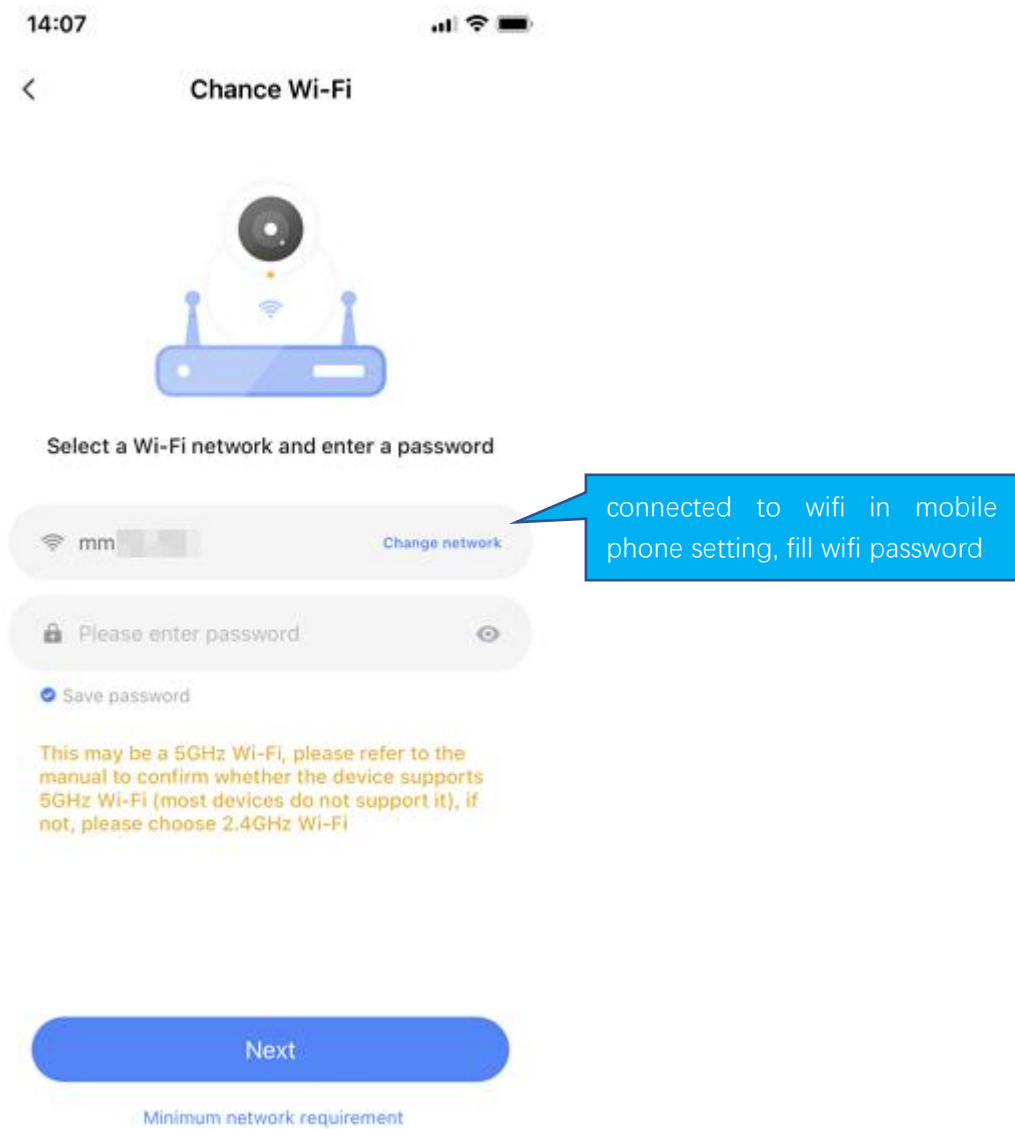 14:07
Chance Wi-Fi
Select a Wi-Fi network and enter a password
mm
Change network
connected to wifi in mobile
phone setting, fill wifi password
Please enter password
Save password
This may be a 5GHz Wi-Fi, please refer to the
manual to confirm whether the device supports
5GHz Wi-Fi (most devices do not support it), if
not, please choose 2.4GHz Wi-Fi
Next
Minimum network requirement